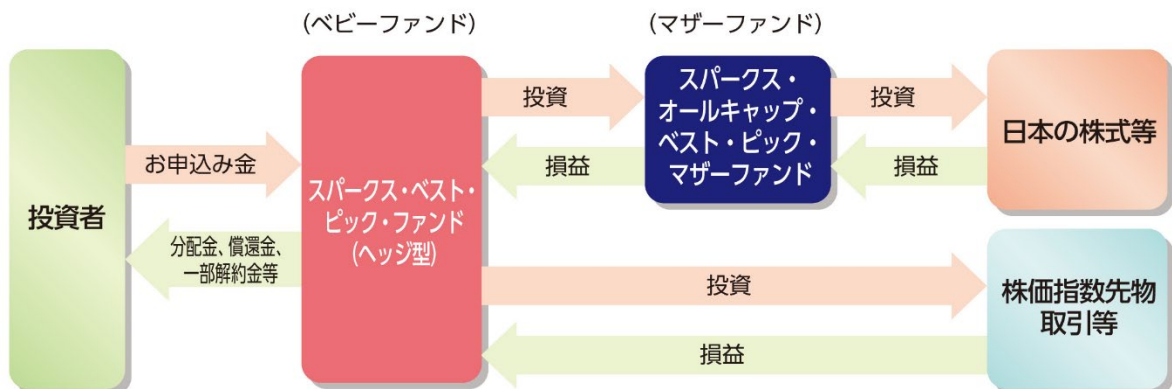 (ベビーファンド)
(マザーファンド)
投資者
お申込み金
分配金、償還金、
一部解約金等
スパークス・ベスト・
ピック・ファンド
(ヘッジ型)
投資
損益
スパークス・
オールキャップ・
ベスト・ピック・
マザーファンド
投資
損益
日本の株式等
投資
損益
株価指数先物
取引等